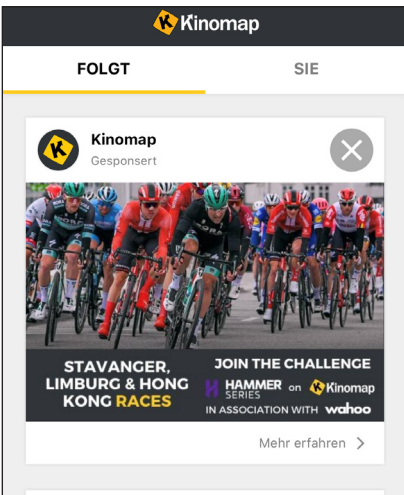 Kinomap
FOLGT
SIE
Kinomap
Gesponsert
STAVANGER,
LIMBURG & HONG
KONG RACES
JOIN THE CHALLENGE
HAMMER
SERIES
on
Kinomap
IN ASSOCIATION WITH wahoo
Mehr erfahren